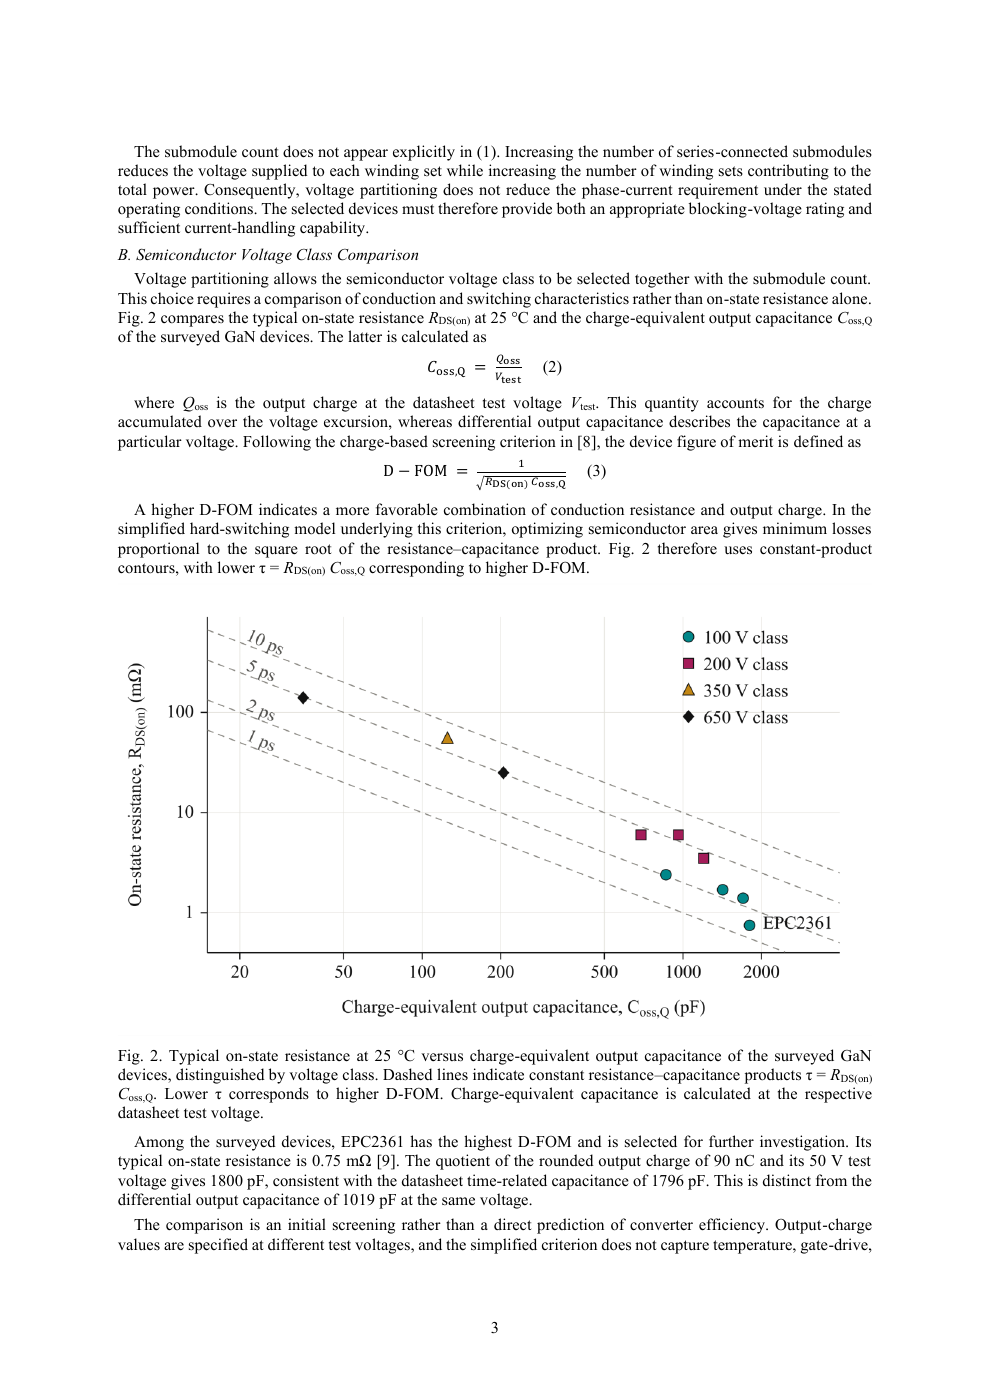 The submodule count does not appear explicitly in (1). Increasing the number of series-connected submodules
reduces the voltage supplied to each winding set while increasing the number of winding sets contributing to the
total power. Consequently, voltage partitioning does not reduce the phase-current requirement under the stated
operating conditions. The selected devices must therefore provide both an appropriate blocking-voltage rating and
sufficient current-handling capability.
B. Semiconductor Voltage Class Comparison
Voltage partitioning allows the semiconductor voltage class to be selected together with the submodule count.
This choice requires a comparison of conduction and switching characteristics rather than on-state resistance alone.
Fig. 2 compares the typical on-state resistance RDS(on) at 25 °C and the charge-equivalent output capacitance Coss,Q
of the surveyed GaN devices. The latter is calculated as
Coss,Q = Qoss / Vtest (2)
where Qoss is the output charge at the datasheet test voltage Vtest. This quantity accounts for the charge
accumulated over the voltage excursion, whereas differential output capacitance describes the capacitance at a
particular voltage. Following the charge-based screening criterion in [8], the device figure of merit is defined as
D − FOM = 1 / √RDS(on) Coss,Q (3)
A higher D-FOM indicates a more favorable combination of conduction resistance and output charge. In the
simplified hard-switching model underlying this criterion, optimizing semiconductor area gives minimum losses
proportional to the square root of the resistance–capacitance product. Fig. 2 therefore uses constant-product
contours, with lower τ = RDS(on) Coss,Q corresponding to higher D-FOM.
10 ps
5 ps
2 ps
1 ps
100 V class
200 V class
350 V class
650 V class
EPC2361
On-state resistance, RDS(on) (mΩ)
100
10
1
20 50 100 200 500 1000 2000
Charge-equivalent output capacitance, Coss,Q (pF)
Fig. 2. Typical on-state resistance at 25 °C versus charge-equivalent output capacitance of the surveyed GaN
devices, distinguished by voltage class. Dashed lines indicate constant resistance–capacitance products τ = RDS(on)
Coss,Q. Lower τ corresponds to higher D-FOM. Charge-equivalent capacitance is calculated at the respective
datasheet test voltage.
Among the surveyed devices, EPC2361 has the highest D-FOM and is selected for further investigation. Its
typical on-state resistance is 0.75 mΩ [9]. The quotient of the rounded output charge of 90 nC and its 50 V test
voltage gives 1800 pF, consistent with the datasheet time-related capacitance of 1796 pF. This is distinct from the
differential output capacitance of 1019 pF at the same voltage.
The comparison is an initial screening rather than a direct prediction of converter efficiency. Output-charge
values are specified at different test voltages, and the simplified criterion does not capture temperature, gate-drive,
3